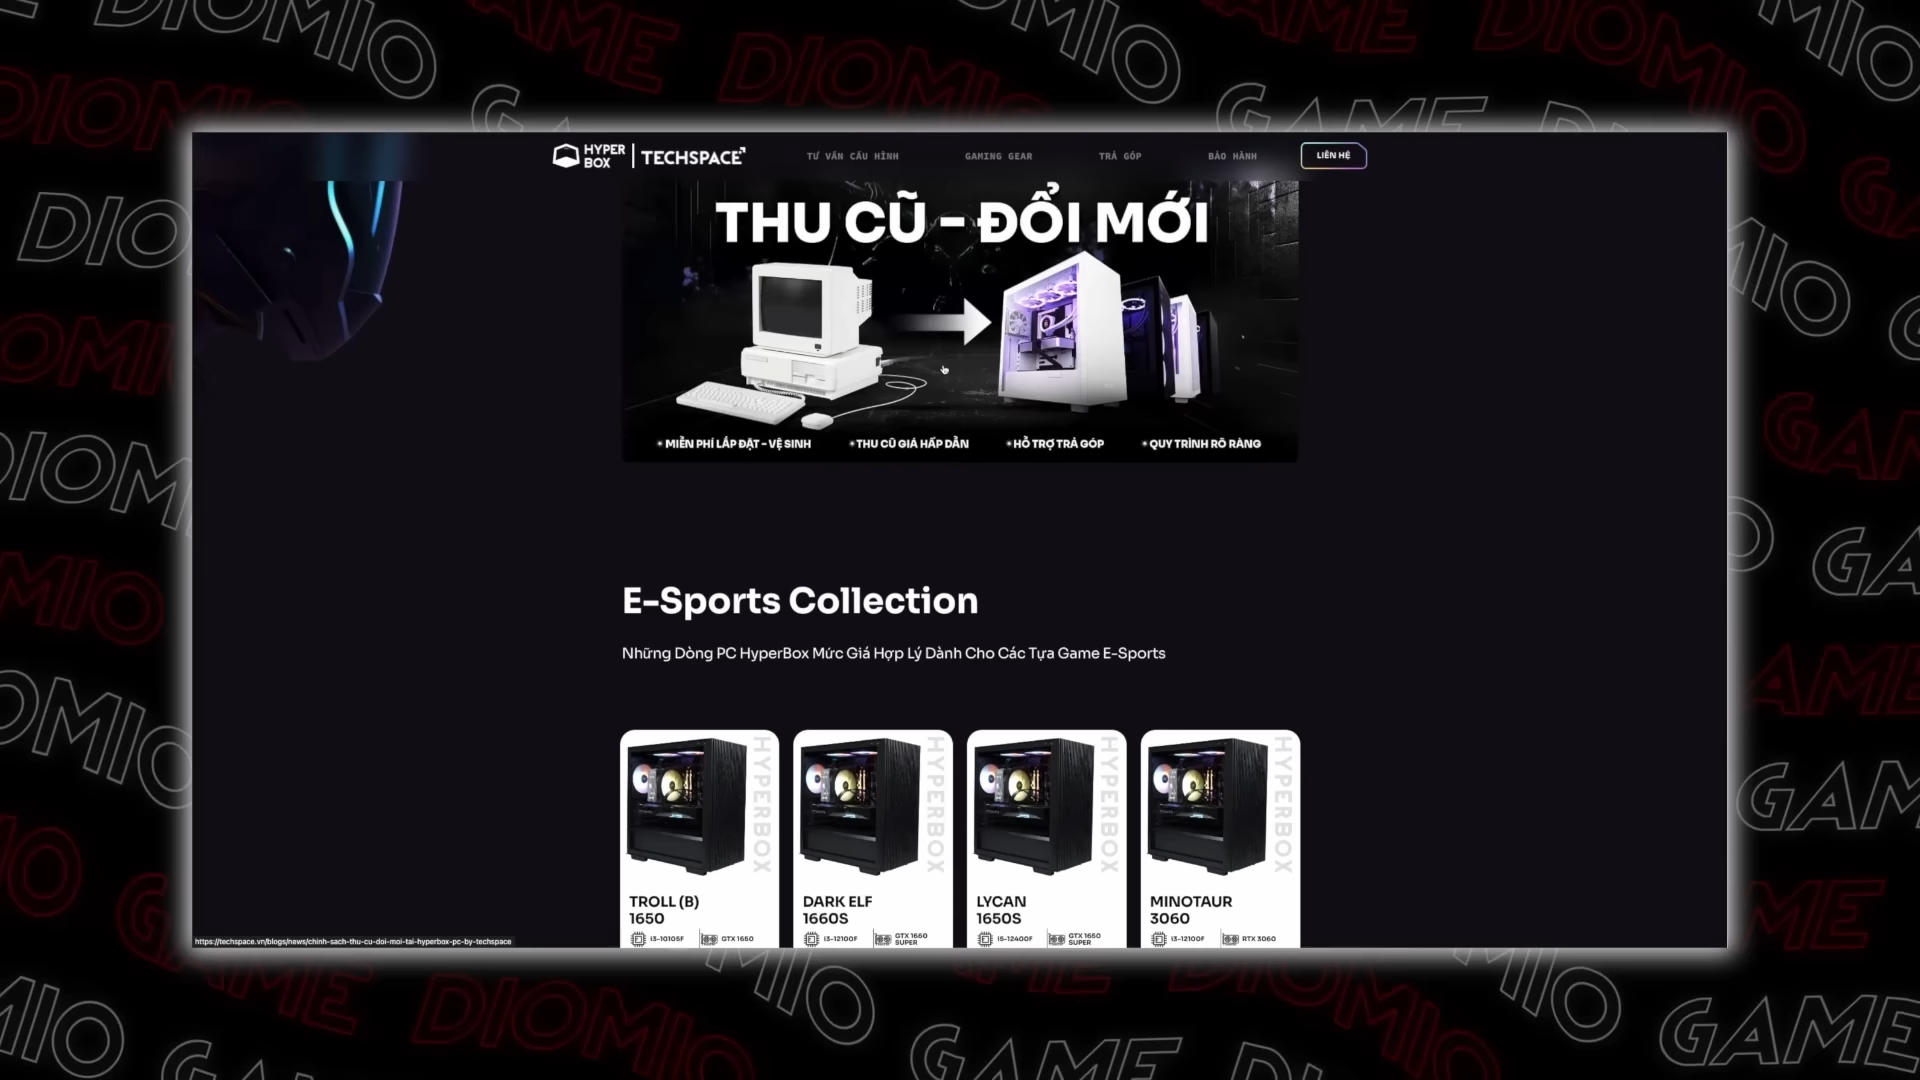 HYPER
BOX
TECHSPACE
TƯ VẤN CẤU HÌNH
GAMING GEAR
TRẢ GÓP
BẢO HÀNH
LIÊN HỆ
THU CŨ - ĐỔI MỚI
* MIỄN PHÍ LẮP ĐẶT - VỆ SINH
* THU CŨ GIÁ HẤP DẪN
* HỖ TRỢ TRẢ GÓP
* QUY TRÌNH RÕ RÀNG
E-Sports Collection
Những Dòng PC HyperBox Mức Giá Hợp Lý Dành Cho Các Tựa Game E-Sports
HYPERBOX
HYPERBOX
HYPERBOX
HYPERBOX
TROLL (B)
1650
I3-10105F
GTX 1650
DARK ELF
1660S
I3-12100F
GTX 1660
SUPER
LYCAN
1650S
I5-12400F
GTX 1650
SUPER
MINOTAUR
3060
I3-12100F
RTX 3060
https://techspace.vn/blogs/news/chinh-sach-thu-cu-doi-moi-tai-hyperbox-pc-by-techspace
DIOMIO GAME